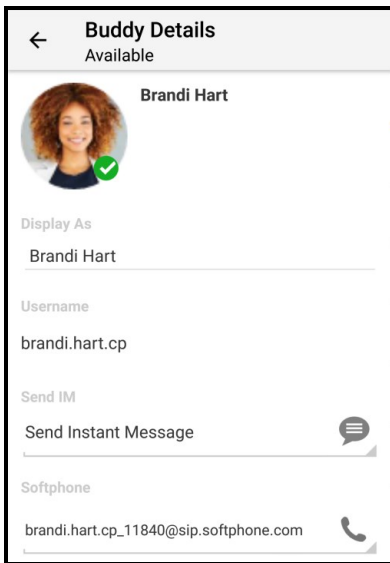 Buddy Details
Available
Brandi Hart
Display As
Brandi Hart
Username
brandi.hart.cp
Send IM
Send Instant Message
Softphone
brandi.hart.cp_11840@sip.softphone.com